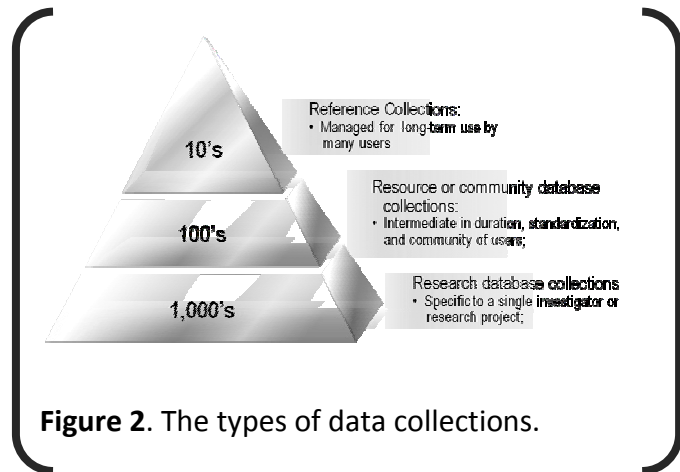 10's
Reference Collections:
• Managed for long-term use by
many users
100's
Resource or community database
collections:
• Intermediate in duration, standardization,
and community of users;
1,000's
Research database collections
• Specific to a single investigator or
research project;
Figure 2. The types of data collections.